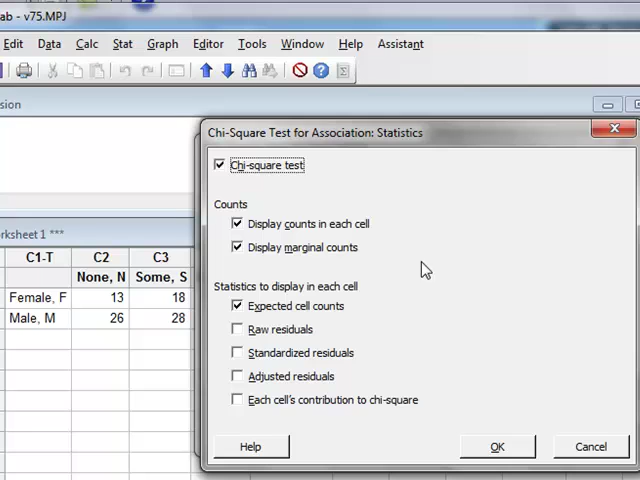 ab - v75.MPJ
Edit Data Calc Stat Graph Editor Tools Window Help Assistant
sion
Chi-Square Test for Association: Statistics
Chi-square test
Counts
Display counts in each cell
Display marginal counts
Statistics to display in each cell
Expected cell counts
Raw residuals
Standardized residuals
Adjusted residuals
Each cell's contribution to chi-square
Help OK Cancel
orksheet 1 ***
C1-T C2 C3
None, N Some, S
Female, F 13 18
Male, M 26 28